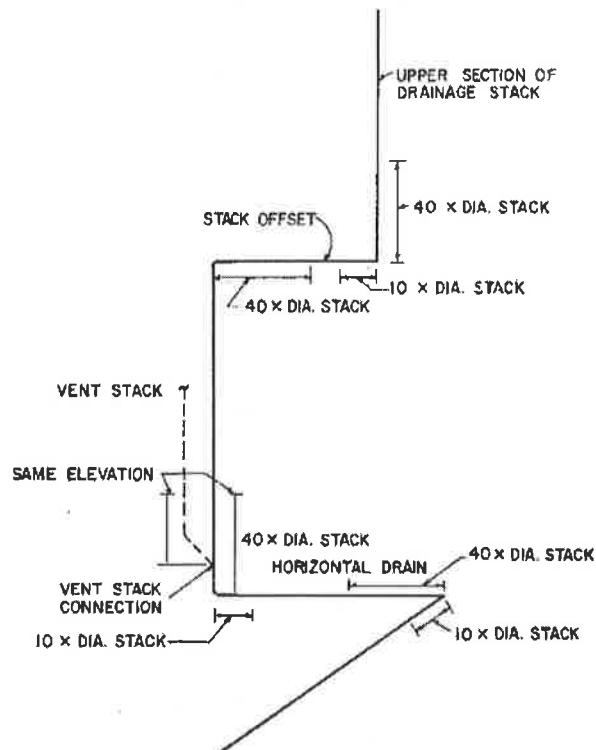 UPPER SECTION OF
DRAINAGE STACK
40 × DIA. STACK
STACK OFFSET
10 × DIA. STACK
40 × DIA. STACK
VENT STACK
SAME ELEVATION
40 × DIA. STACK
HORIZONTAL DRAIN
40 × DIA. STACK
VENT STACK
CONNECTION
10 × DIA. STACK
10 × DIA. STACK